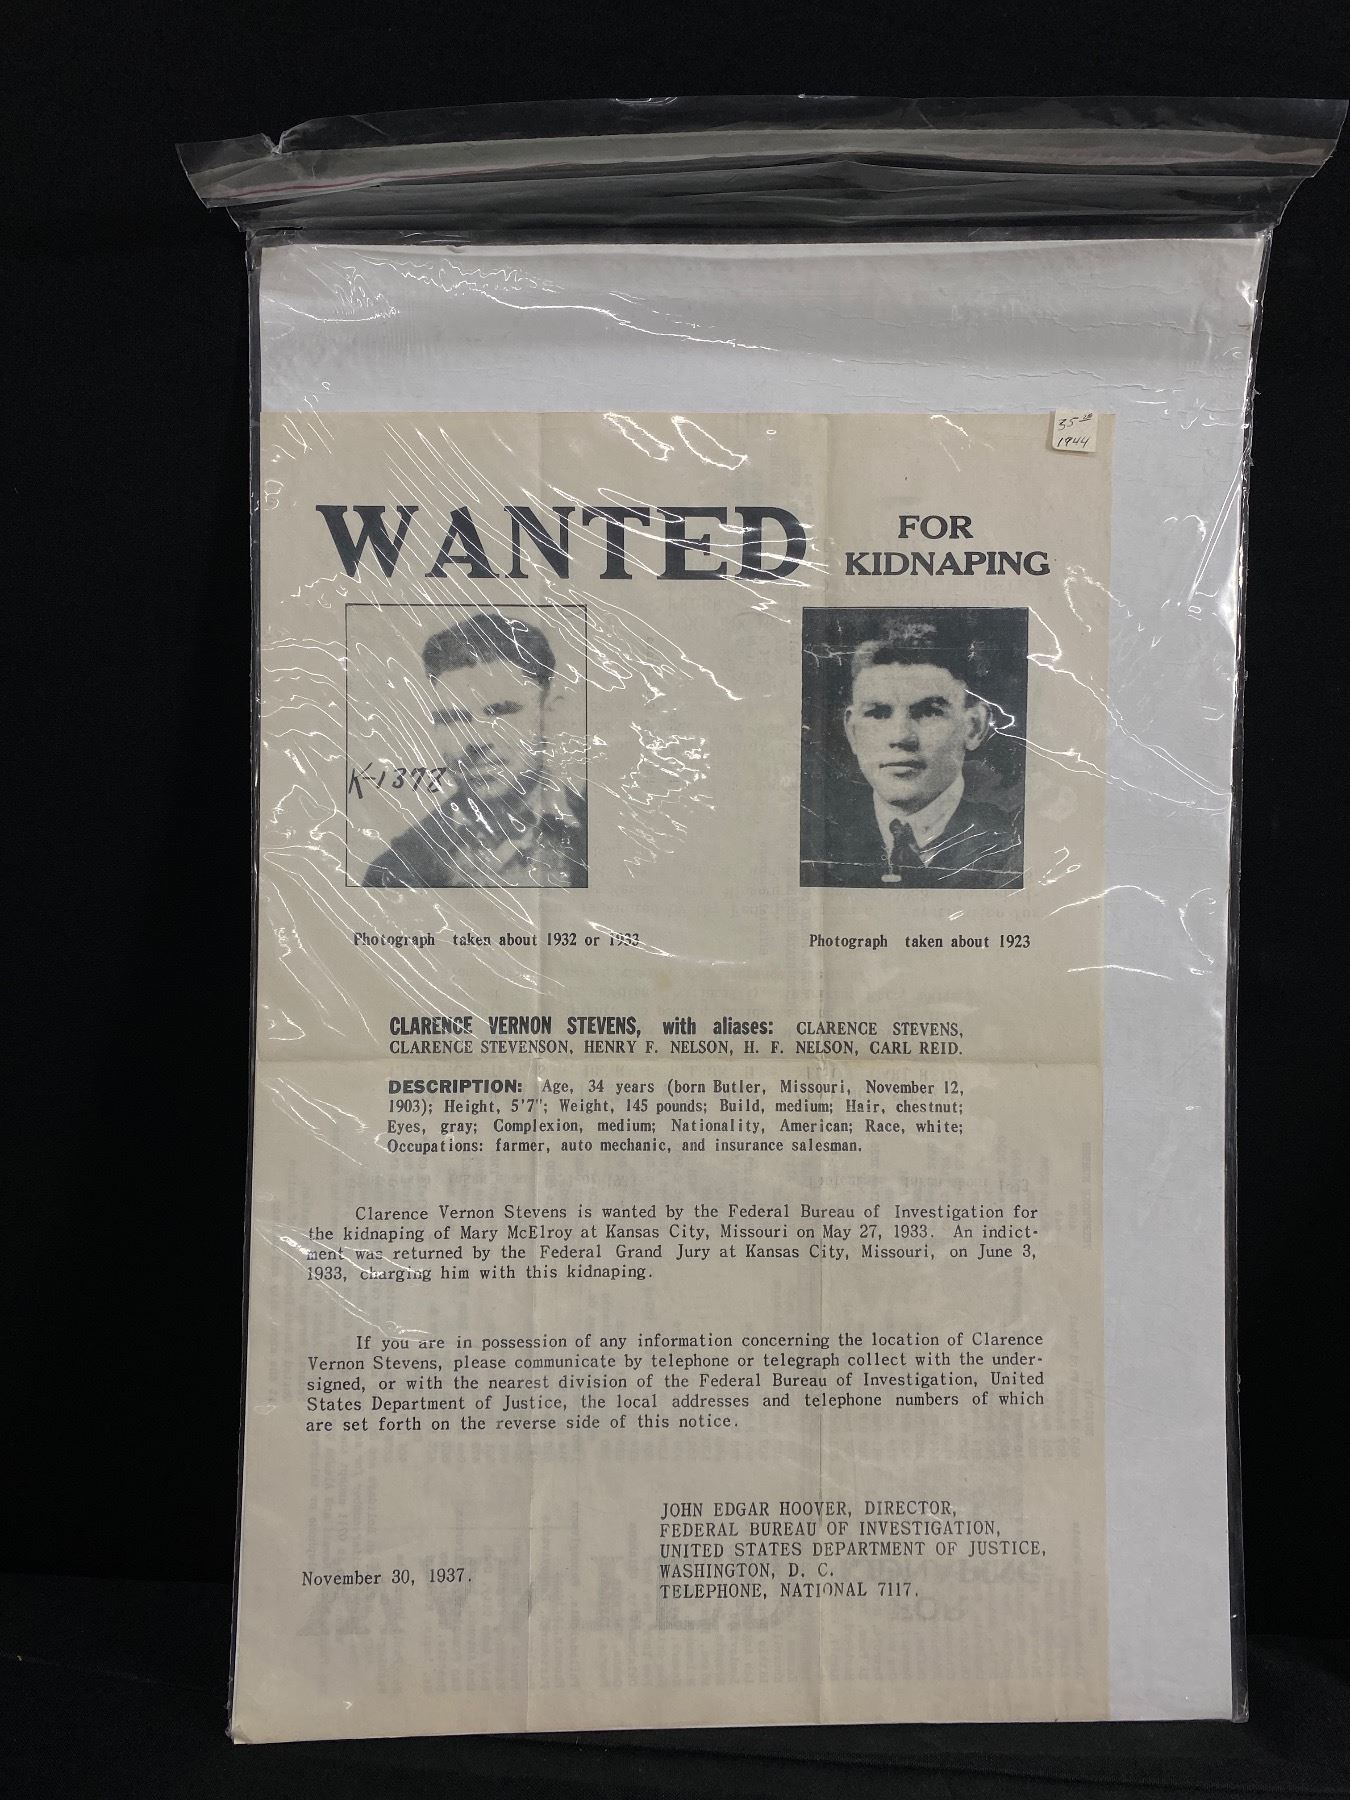 35.00
1944
WANTED
FOR
KIDNAPING
K-1378
Photograph taken about 1932 or 1933
Photograph taken about 1923
CLARENCE VERNON STEVENS, with aliases: CLARENCE STEVENS,
CLARENCE STEVENSON, HENRY F. NELSON, H. F. NELSON, CARL REID.
DESCRIPTION: Age, 34 years (born Butler, Missouri, November 12,
1903); Height, 5'7"; Weight, 145 pounds; Build, medium; Hair, chestnut;
Eyes, gray; Complexion, medium; Nationality, American; Race, white;
Occupations: farmer, auto mechanic, and insurance salesman.
Clarence Vernon Stevens is wanted by the Federal Bureau of Investigation for
the kidnaping of Mary McElroy at Kansas City, Missouri on May 27, 1933. An indict-
ment was returned by the Federal Grand Jury at Kansas City, Missouri, on June 3,
1933, charging him with this kidnaping.
If you are in possession of any information concerning the location of Clarence
Vernon Stevens, please communicate by telephone or telegraph collect with the under-
signed, or with the nearest division of the Federal Bureau of Investigation, United
States Department of Justice, the local addresses and telephone numbers of which
are set forth on the reverse side of this notice.
JOHN EDGAR HOOVER, DIRECTOR,
FEDERAL BUREAU OF INVESTIGATION,
UNITED STATES DEPARTMENT OF JUSTICE,
WASHINGTON, D. C.
TELEPHONE, NATIONAL 7117.
November 30, 1937.